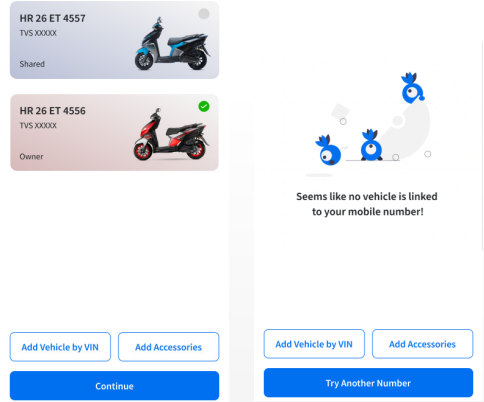 HR 26 ET 4557
TVS XXXXX
Shared
HR 26 ET 4556
TVS XXXXX
Owner
Add Vehicle by VIN
Add Accessories
Continue
Seems like no vehicle is linked
to your mobile number!
Add Vehicle by VIN
Add Accessories
Try Another Number